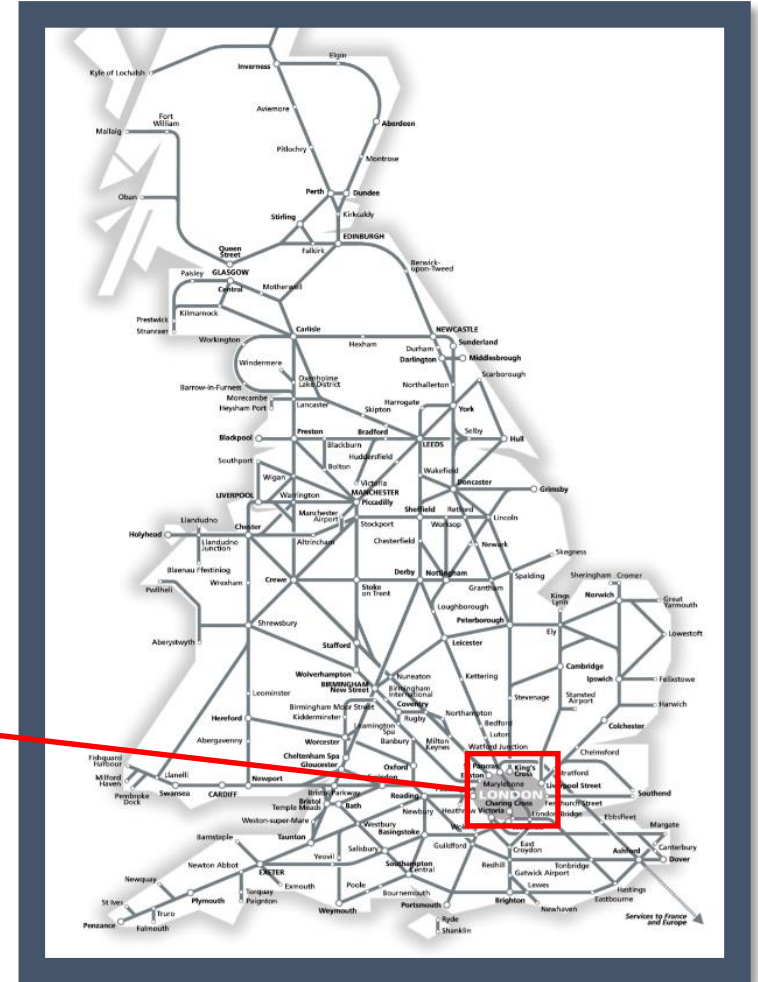 Elgin
Inverness
Kyle of Lochalsh
Aviemore
Fort
William
Mallaig
Aberdeen
Pitlochry
Montrose
Perth
Dundee
Oban
Stirling
Kirkcaldy
EDINBURGH
Queen
Street
Falkirk
Berwick-
upon-Tweed
Paisley
GLASGOW
Central
Motherwell
Prestwick
Kilmarnock
Stranraer
Carlisle
NEWCASTLE
Workington
Hexham
Durham
Sunderland
Darlington
Middlesbrough
Windermere
Oxenholme
Lake District
Scarborough
Barrow-in-Furness
Northallerton
Morecambe
Heysham Port
Lancaster
Harrogate
York
Skipton
Blackpool
Preston
Bradford
LEEDS
Selby
Hull
Blackburn
Huddersfield
Southport
Bolton
Wakefield
Wigan
Victoria
MANCHESTER
Piccadilly
Doncaster
Grimsby
LIVERPOOL
Warrington
Sheffield
Retford
Llandudno
Manchester
Airport
Stockport
Worksop
Lincoln
Holyhead
Chester
Llandudno
Junction
Altrincham
Chesterfield
Newark
Skegness
Blaenau Ffestiniog
Derby
Nottingham
Pwllheli
Wrexham
Crewe
Stoke
on Trent
Grantham
Spalding
Sheringham
Cromer
Loughborough
Kings
Lynn
Norwich
Great
Yarmouth
Peterborough
Aberystwyth
Shrewsbury
Ely
Lowestoft
Stafford
Leicester
Wolverhampton
BIRMINGHAM
New Street
Nuneaton
Kettering
Cambridge
Birmingham
International
Ipswich
Felixstowe
Leominster
Birmingham Moor Street
Coventry
Stevenage
Stansted
Airport
Hereford
Kidderminster
Rugby
Northampton
Harwich
Leamington
Spa
Bedford
Colchester
Abergavenny
Worcester
Banbury
Milton
Keynes
Luton
Cheltenham Spa
Watford Junction
Chelmsford
Fishguard
Harbour
Gloucester
Oxford
St Pancras
King's
Cross
Stratford
Milford
Haven
Llanelli
Newport
Swindon
Euston
Marylebone
Liverpool Street
Pembroke
Dock
Swansea
CARDIFF
Bristol Parkway
Reading
LONDON
Southend
Bristol
Temple Meads
Bath
Newbury
Heathrow
Victoria
Charing Cross
Fenchurch Street
London Bridge
Ebbsfleet
Weston-super-Mare
Westbury
Basingstoke
Margate
Barnstaple
Taunton
Salisbury
Guildford
East
Croydon
Canterbury
Yeovil
Ashford
Dover
Newton Abbot
EXETER
Southampton
Central
Redhill
Tonbridge
Gatwick Airport
Newquay
Exmouth
Poole
Lewes
Hastings
St Ives
Plymouth
Torquay
Paignton
Bournemouth
Eastbourne
Truro
Weymouth
Portsmouth
Brighton
Newhaven
Penzance
Falmouth
Ryde
Shanklin
Services to France
and Europe